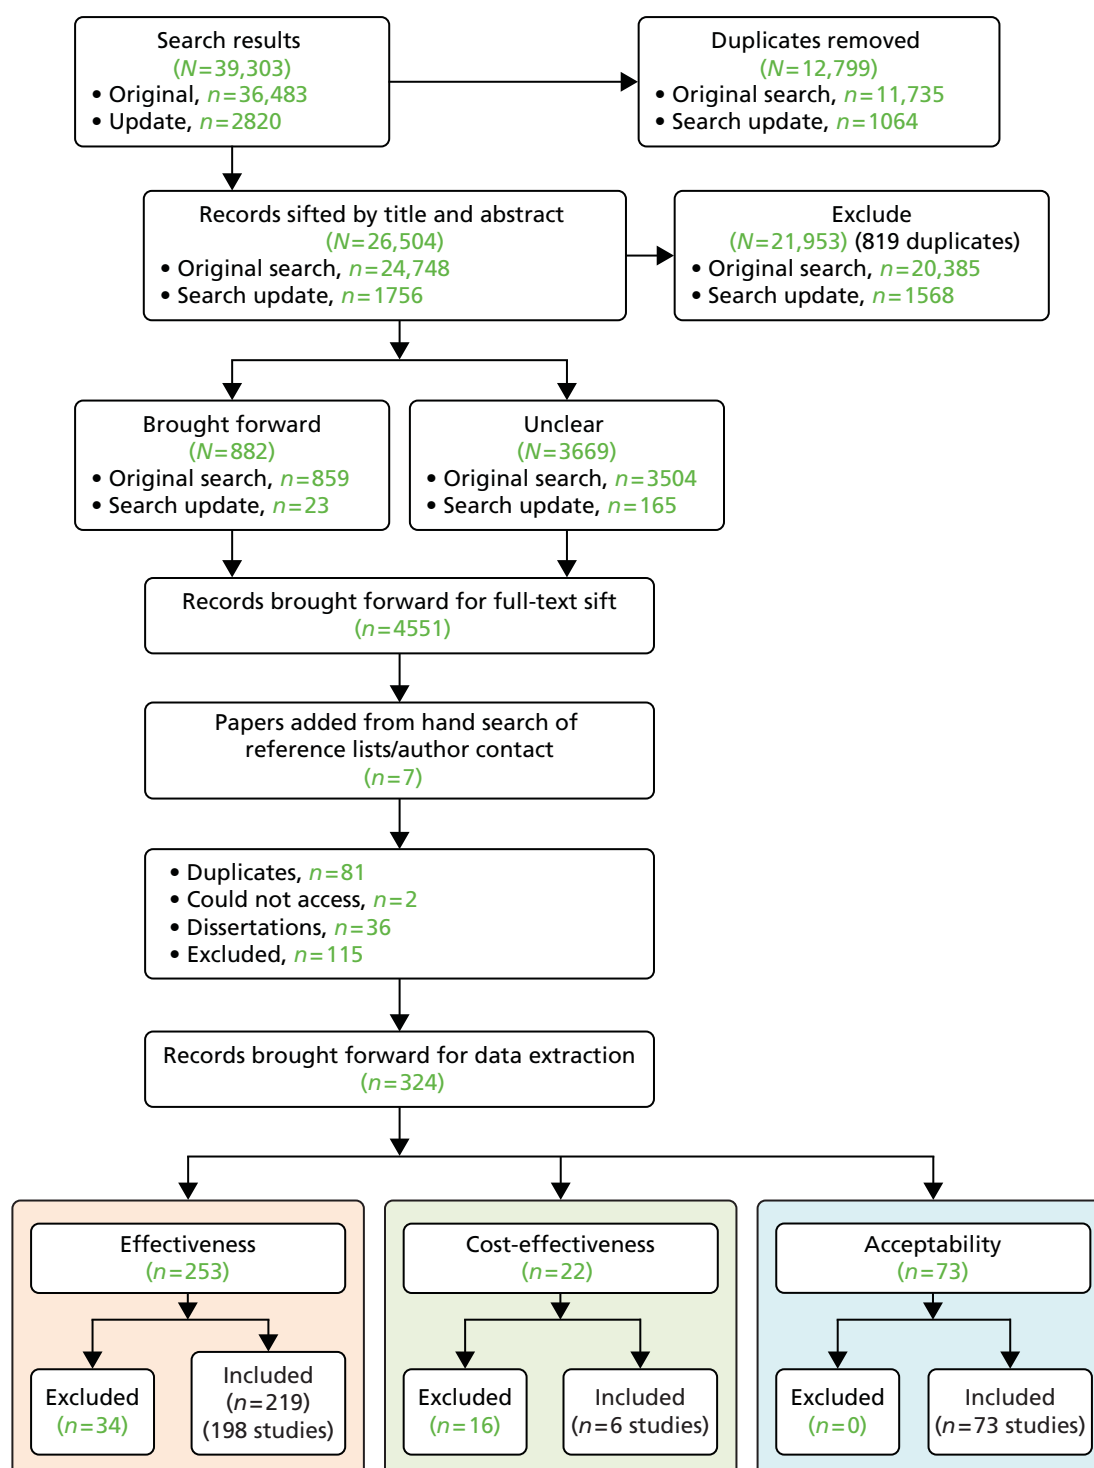 Search results
(N=39,303)
• Original, n=36,483
• Update, n=2820
Duplicates removed
(N=12,799)
• Original search, n=11,735
• Search update, n=1064
Records sifted by title and abstract
(N=26,504)
• Original search, n=24,748
• Search update, n=1756
Exclude
(N=21,953) (819 duplicates)
• Original search, n=20,385
• Search update, n=1568
Brought forward
(N=882)
• Original search, n=859
• Search update, n=23
Unclear
(N=3669)
• Original search, n=3504
• Search update, n=165
Records brought forward for full-text sift
(n=4551)
Papers added from hand search of
reference lists/author contact
(n=7)
• Duplicates, n=81
• Could not access, n=2
• Dissertations, n=36
• Excluded, n=115
Records brought forward for data extraction
(n=324)
Effectiveness
(n=253)
Excluded
(n=34)
Included
(n=219)
(198 studies)
Cost-effectiveness
(n=22)
Excluded
(n=16)
Included
(n=6 studies)
Acceptability
(n=73)
Excluded
(n=0)
Included
(n=73 studies)